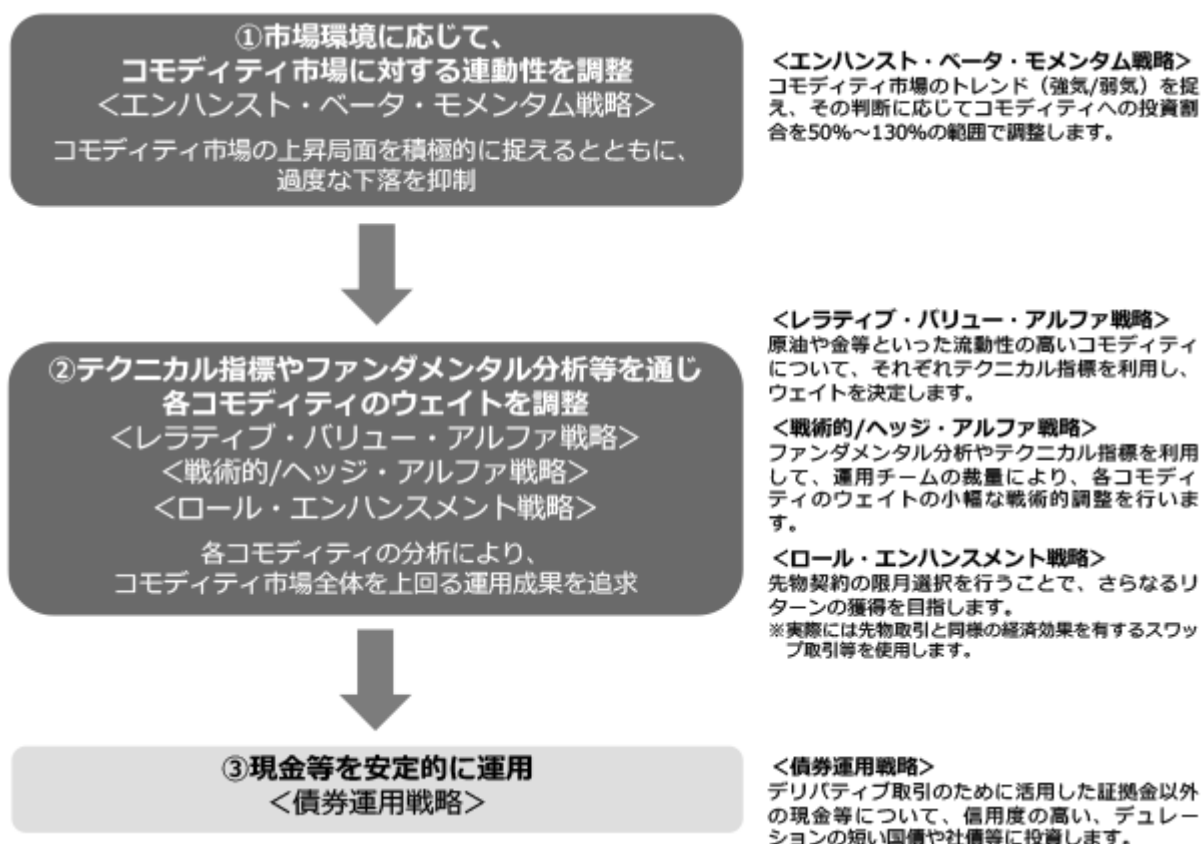 ①市場環境に応じて、
コモディティ市場に対する連動性を調整
<エンハンスト・ベータ・モメンタム戦略>
コモディティ市場の上昇局面を積極的に捉えるとともに、
過度な下落を抑制
<エンハンスト・ベータ・モメンタム戦略>
コモディティ市場のトレンド（強気/弱気）を捉
え、その判断に応じてコモディティへの投資割
合を50%～130%の範囲で調整します。
②テクニカル指標やファンダメンタル分析等を通じ
各コモディティのウェイトを調整
<レラティブ・バリュー・アルファ戦略>
<戦術的/ヘッジ・アルファ戦略>
<ロール・エンハンスメント戦略>
各コモディティの分析により、
コモディティ市場全体を上回る運用成果を追求
<レラティブ・バリュー・アルファ戦略>
原油や金等といった流動性の高いコモディティ
について、それぞれテクニカル指標を利用し、
ウェイトを決定します。
<戦術的/ヘッジ・アルファ戦略>
ファンダメンタル分析やテクニカル指標を利用
して、運用チームの裁量により、各コモディ
ティのウェイトの小幅な戦術的調整を行いま
す。
<ロール・エンハンスメント戦略>
先物契約の限月選択を行うことで、さらなるリ
ターンの獲得を目指します。
※実際には先物取引と同様の経済効果を有するスワッ
プ取引等を使用します。
③現金等を安定的に運用
<債券運用戦略>
<債券運用戦略>
デリバティブ取引のために活用した証拠金以外
の現金等について、信用度の高い、デュレー
ションの短い国債や社債等に投資します。